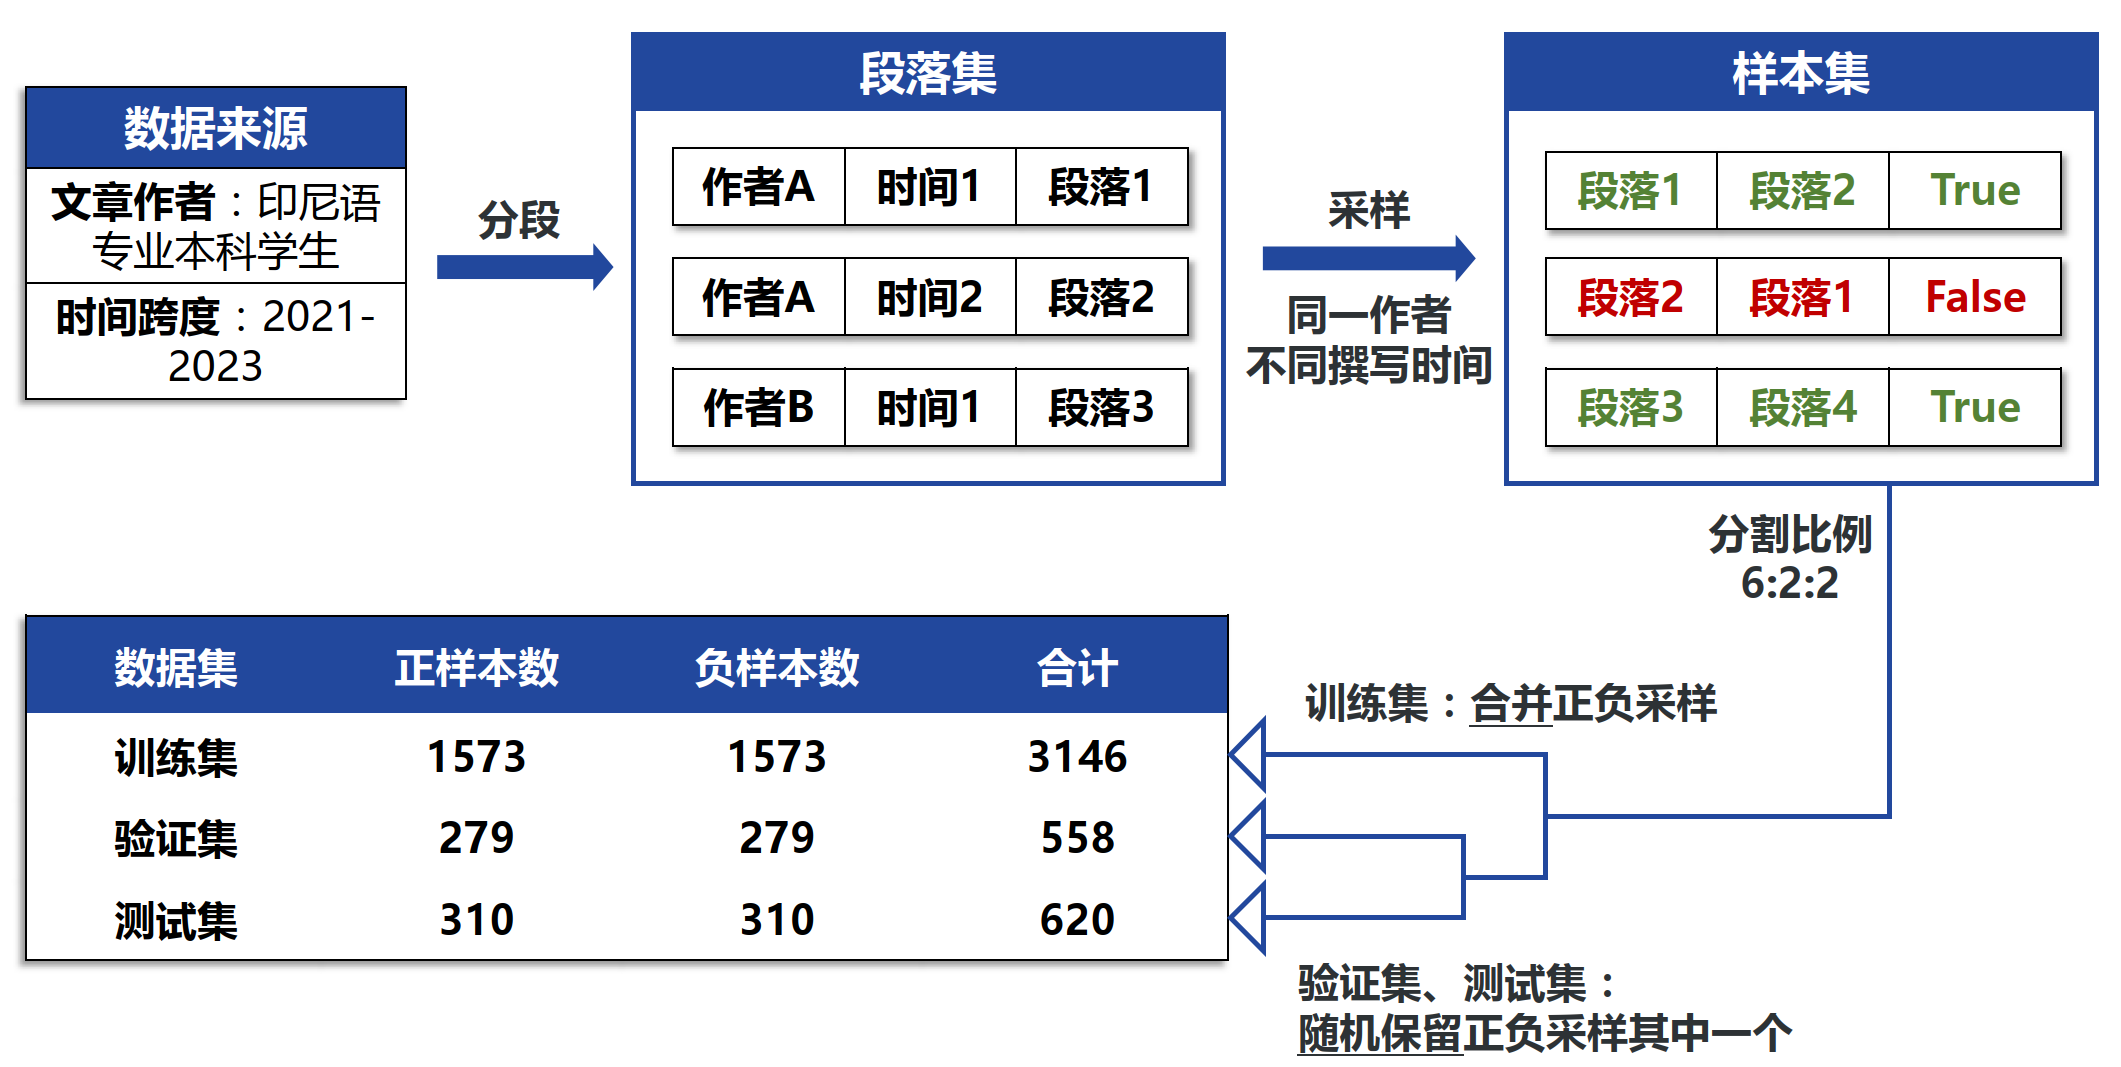 数据来源
文章作者：印尼语
专业本科学生
时间跨度：2021-
2023
分段
段落集
作者A 时间1 段落1
作者A 时间2 段落2
作者B 时间1 段落3
采样
同一作者
不同撰写时间
样本集
段落1 段落2 True
段落2 段落1 False
段落3 段落4 True
分割比例
6:2:2
数据集 正样本数 负样本数 合计
训练集 1573 1573 3146
验证集 279 279 558
测试集 310 310 620
训练集：合并正负采样
验证集、测试集：
随机保留正负采样其中一个